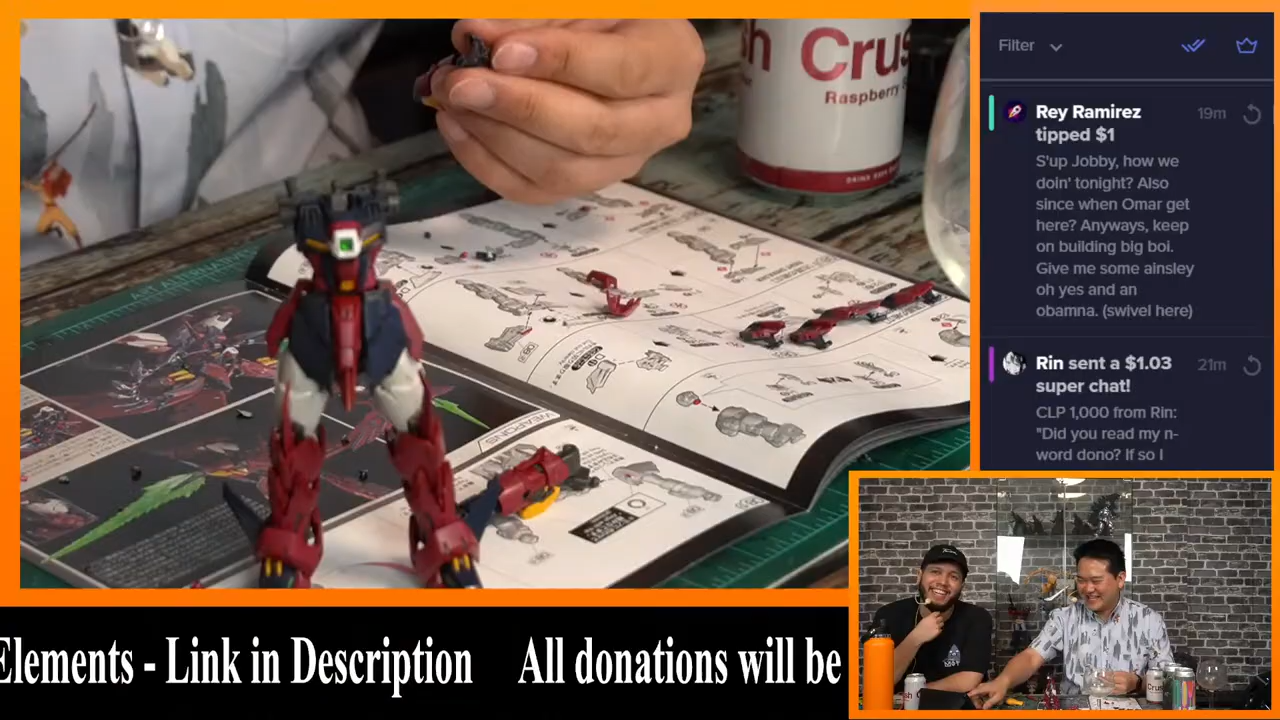 sh
Crus
Raspberry
WEAPONS
Filter
Rey Ramirez
19m
tipped $1
S'up Jobby, how we
doin' tonight? Also
since when Omar get
here? Anyways, keep
on building big boi.
Give me some ainsley
oh yes and an
obamna. (swivel here)
Rin sent a $1.03
21m
super chat!
CLP 1,000 from Rin:
"Did you read my n-
word dono? If so I
Elements - Link in Description All donations will be
Crus